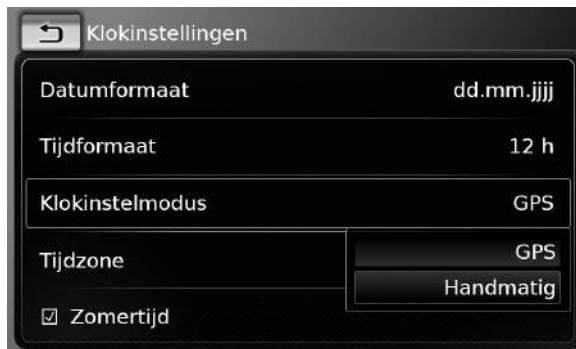 Klokinstellingen
Datumformaat dd.mm.jjjj
Tijdformaat 12 h
Klokinstelmodus GPS
Tijdzone GPS
Handmatig
Zomertijd